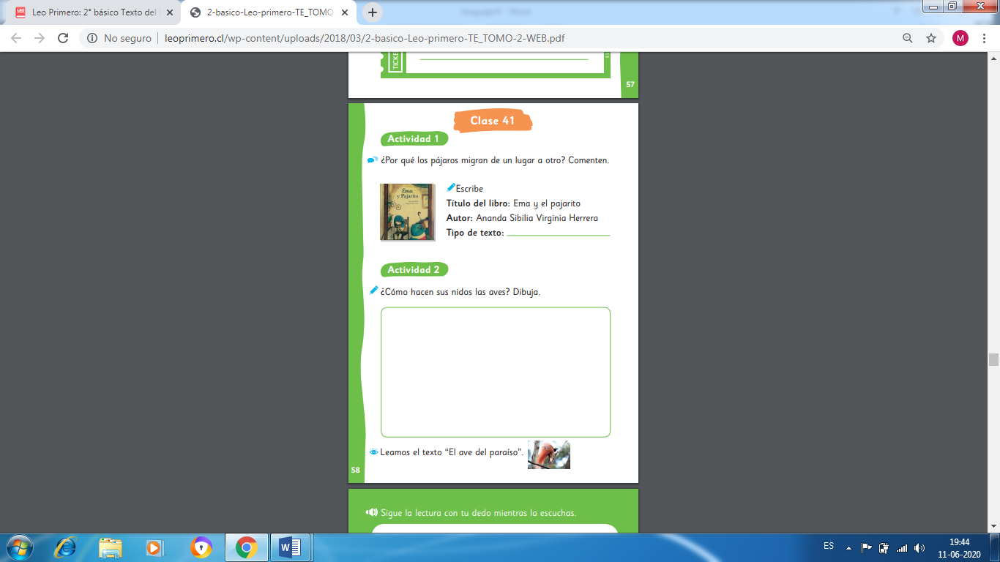 Leo Primero: 2° básico Texto del
2-basico-Leo-primero-TE_TOMO
No seguro
leoprimero.cl/wp-content/uploads/2018/03/2-basico-Leo-primero-TE_TOMO-2-WEB.pdf
M
TICKE
ES
57
Clase 41
Actividad 1
¿Por qué los pájaros migran de un lugar a otro? Comenten.
Ema
y Pajarito
Escribe
Título del libro: Ema y el pajarito
Autor: Ananda Sibilia Virginia Herrera
Tipo de texto:
Actividad 2
¿Cómo hacen sus nidos las aves? Dibuja.
Leamos el texto “El ave del paraíso”.
58
Sigue la lectura con tu dedo mientras la escuchas.
ES
19:44
11-06-2020